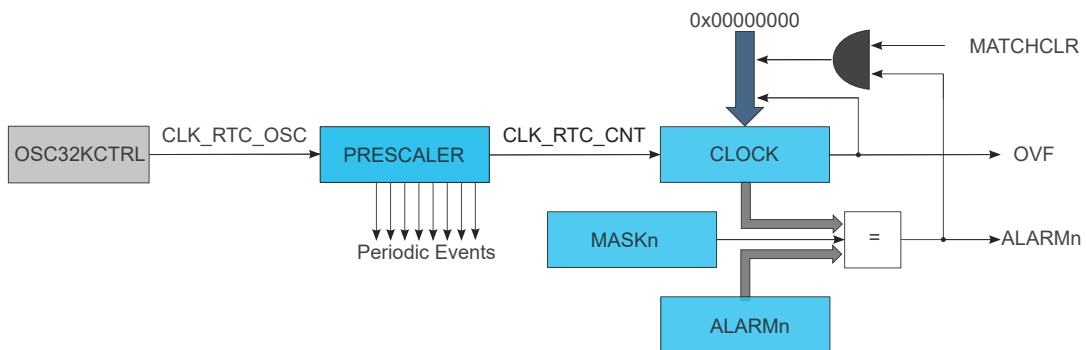 0x00000000
MATCHCLR
OSC32KCTRL
CLK_RTC_OSC
PRESCALER
CLK_RTC_CNT
CLOCK
OVF
Periodic Events
MASKn
=
ALARMn
ALARMn